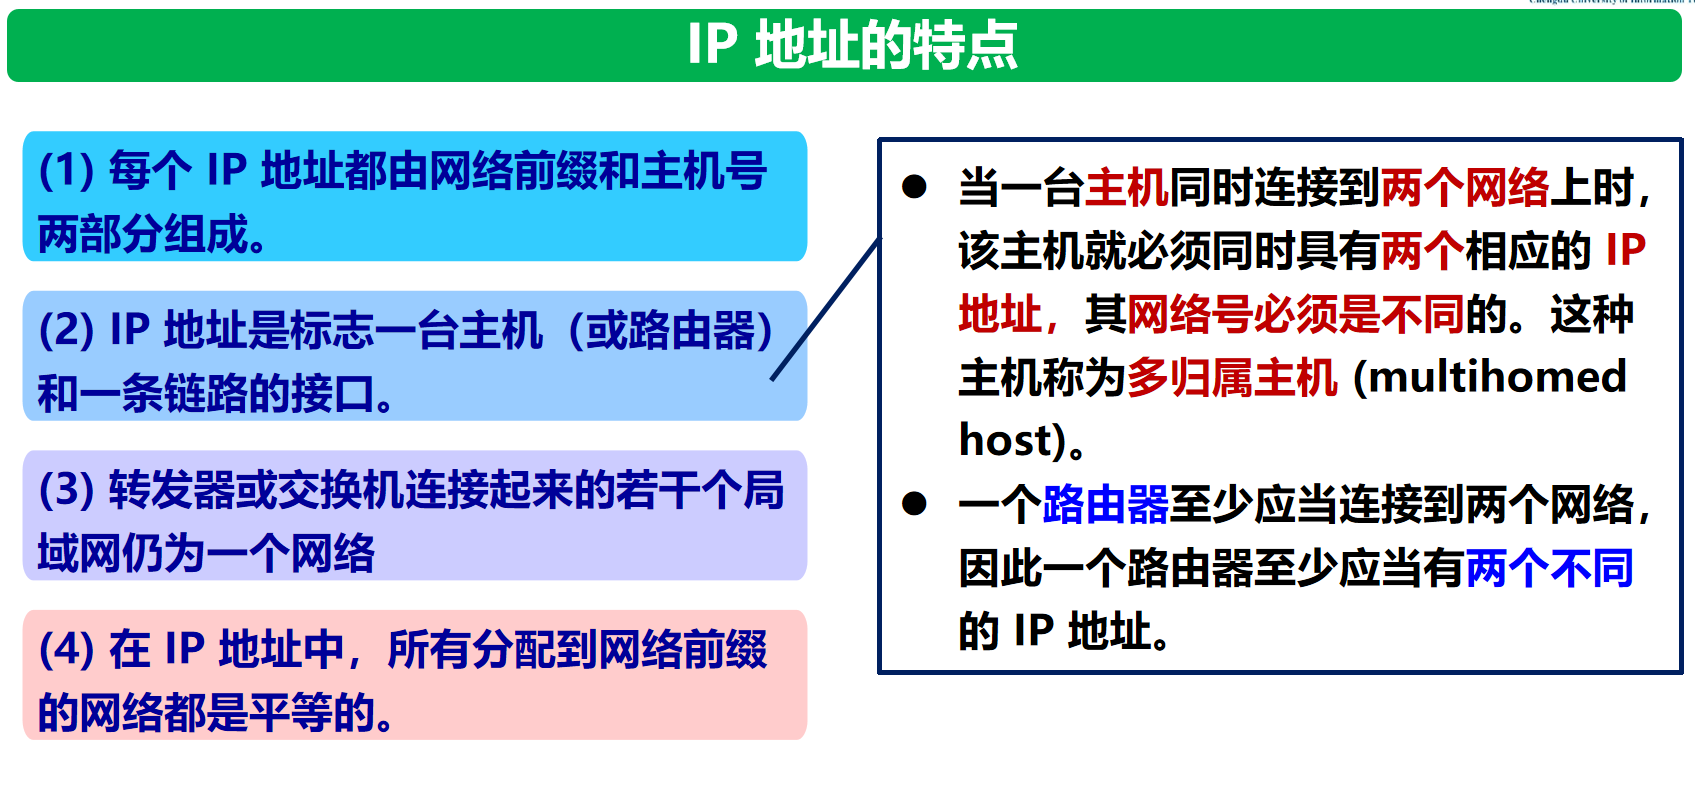 IP 地址的特点
(1) 每个 IP 地址都由网络前缀和主机号
两部分组成。
(2) IP 地址是标志一台主机（或路由器）
和一条链路的接口。
(3) 转发器或交换机连接起来的若干个局
域网仍为一个网络
(4) 在 IP 地址中，所有分配到网络前缀
的网络都是平等的。
● 当一台主机同时连接到两个网络上时，
该主机就必须同时具有两个相应的 IP
地址，其网络号必须是不同的。这种
主机称为多归属主机 (multihomed
host)。
● 一个路由器至少应当连接到两个网络，
因此一个路由器至少应当有两个不同
的 IP 地址。